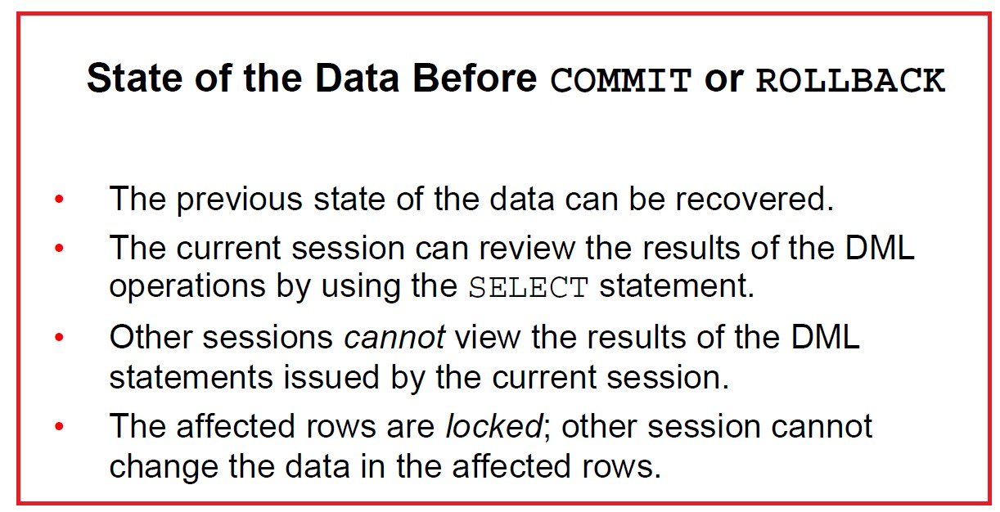 State of the Data Before COMMIT or ROLLBACK
• The previous state of the data can be recovered.
• The current session can review the results of the DML
operations by using the SELECT statement.
• Other sessions cannot view the results of the DML
statements issued by the current session.
• The affected rows are locked; other session cannot
change the data in the affected rows.